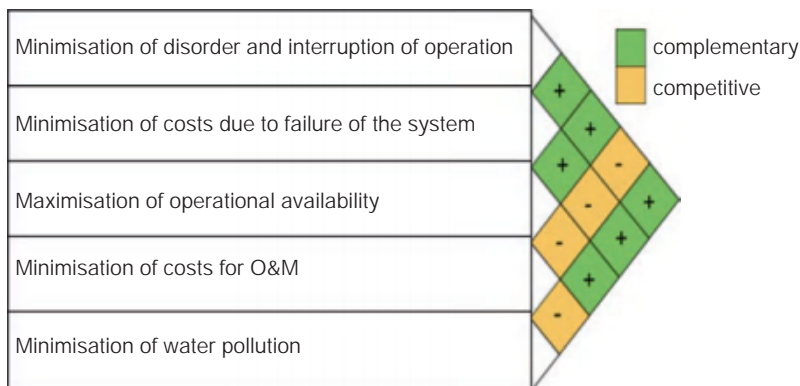 Minimisation of disorder and interruption of operation
complementary
competitive
+
Minimisation of costs due to failure of the system
+
-
+
Maximisation of operational availability
-
+
-
+
Minimisation of costs for O&M
+
-
Minimisation of water pollution